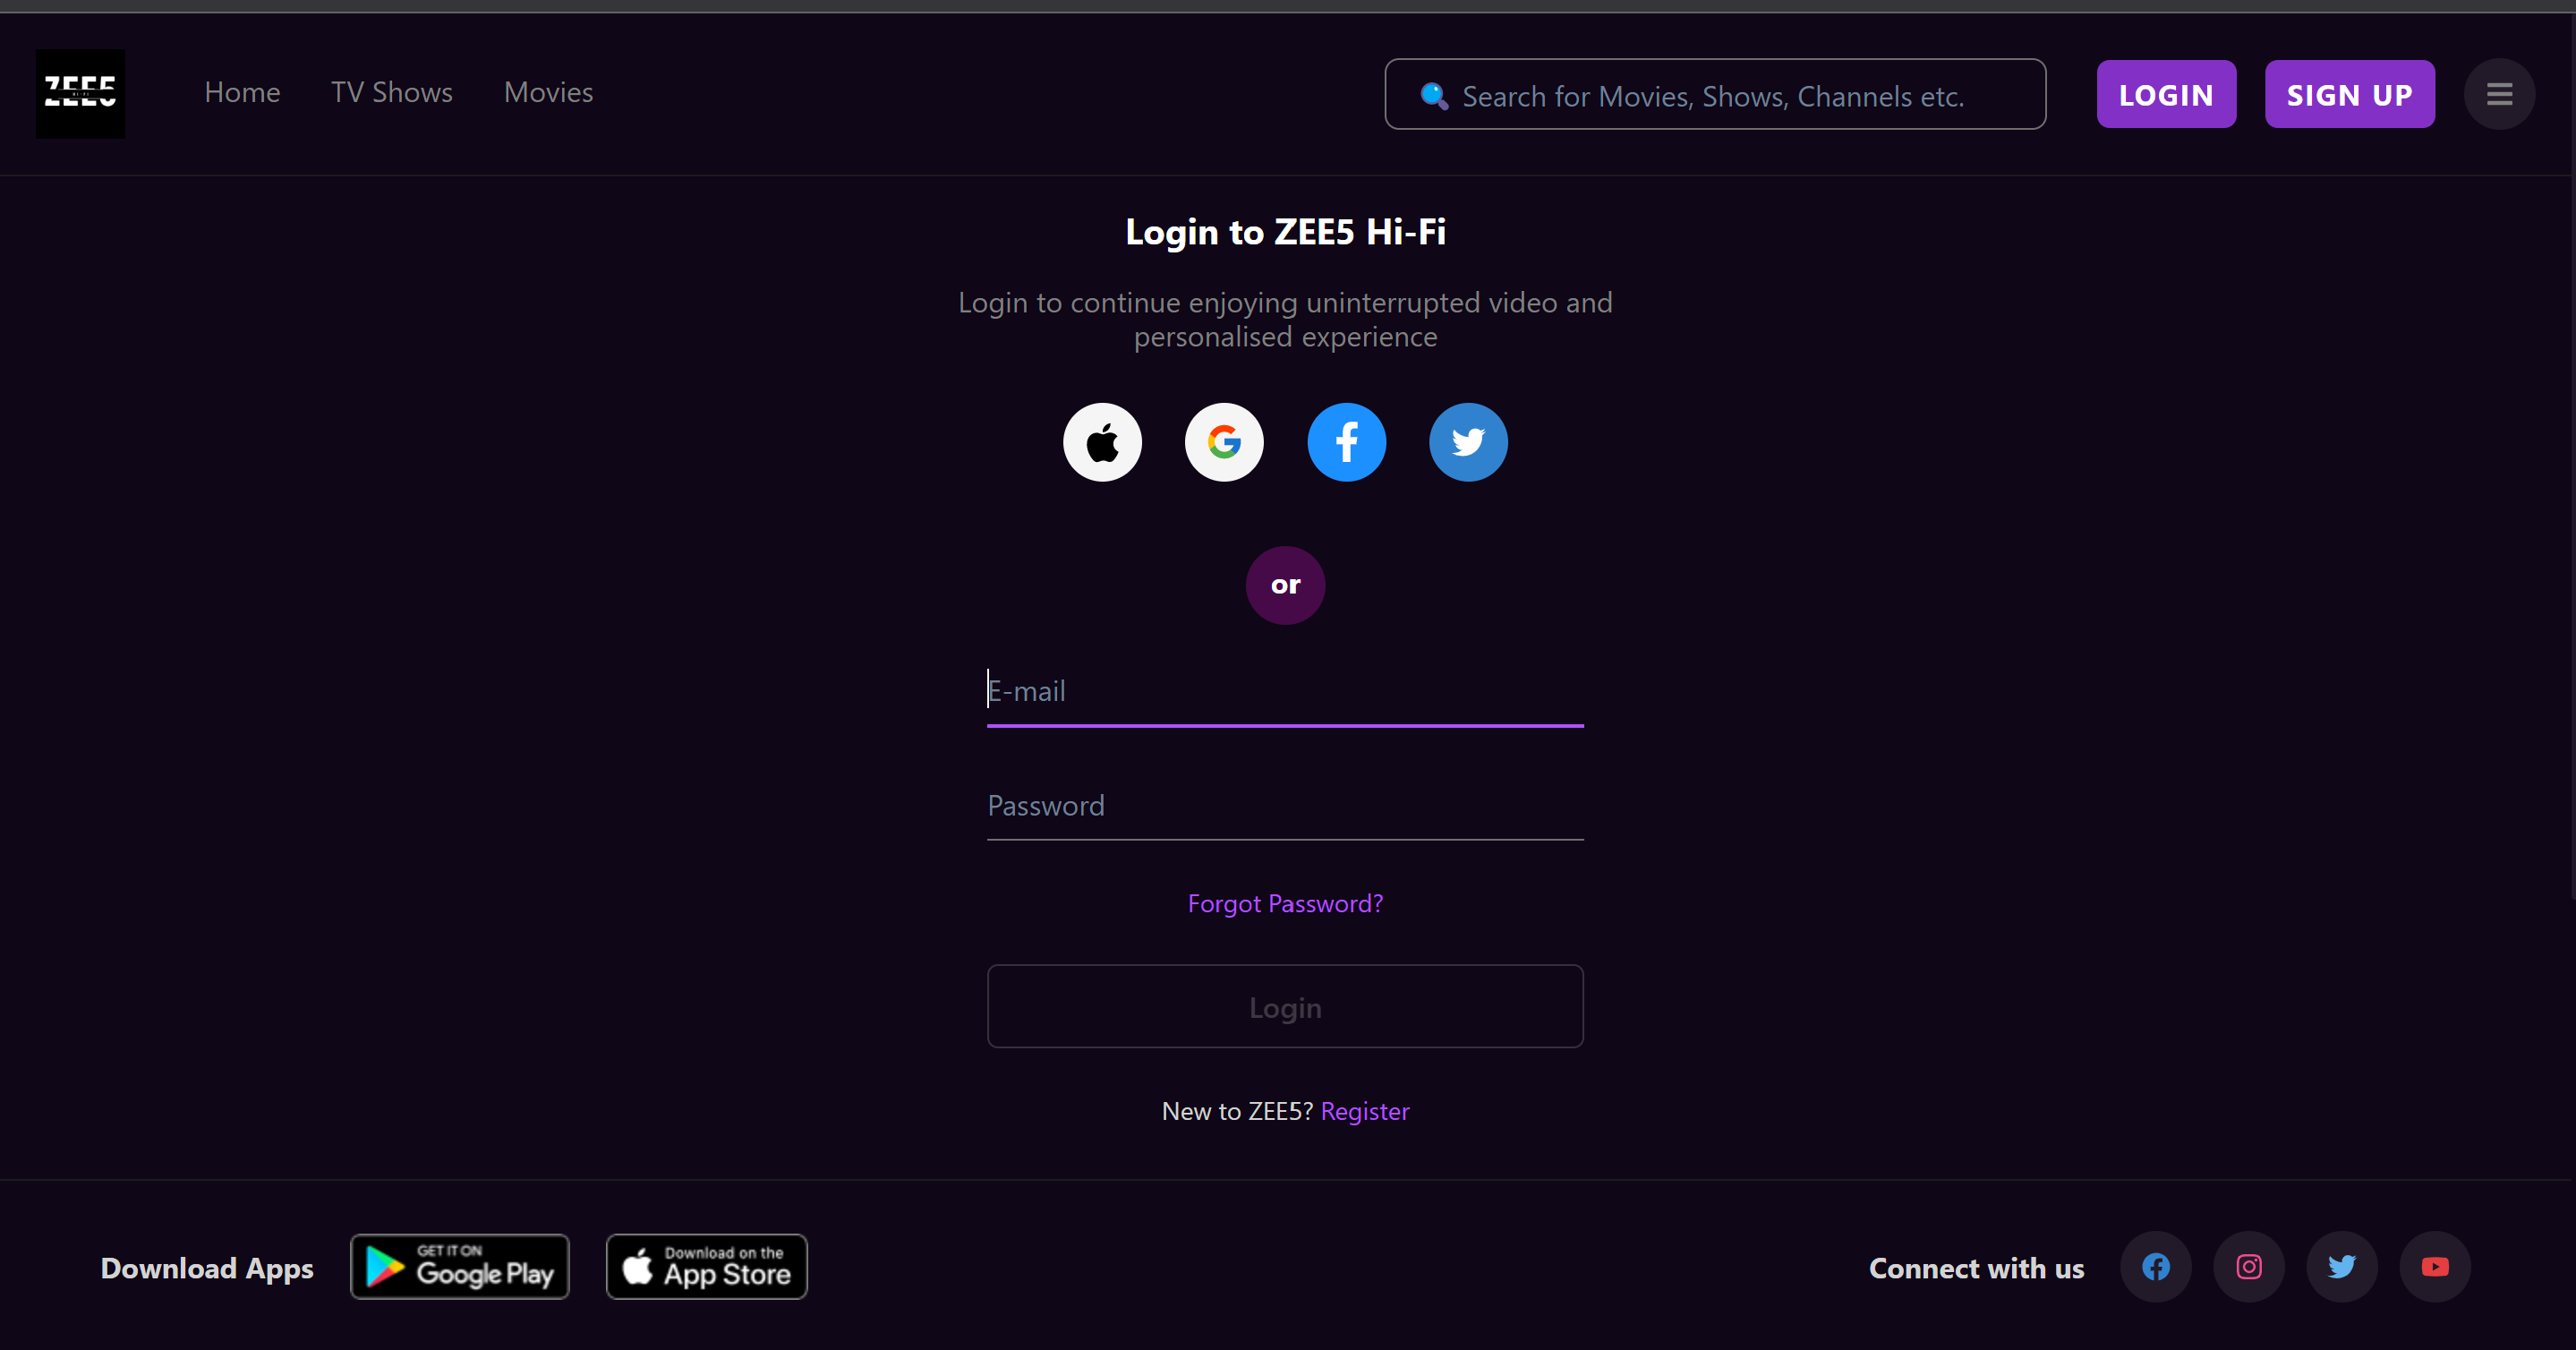 ZEE5
Home
TV Shows
Movies
Search for Movies, Shows, Channels etc.
LOGIN
SIGN UP
Login to ZEE5 Hi-Fi
Login to continue enjoying uninterrupted video and
personalised experience
or
E-mail
Password
Forgot Password?
Login
New to ZEE5? Register
Download Apps
GET IT ON
Google Play
Download on the
App Store
Connect with us